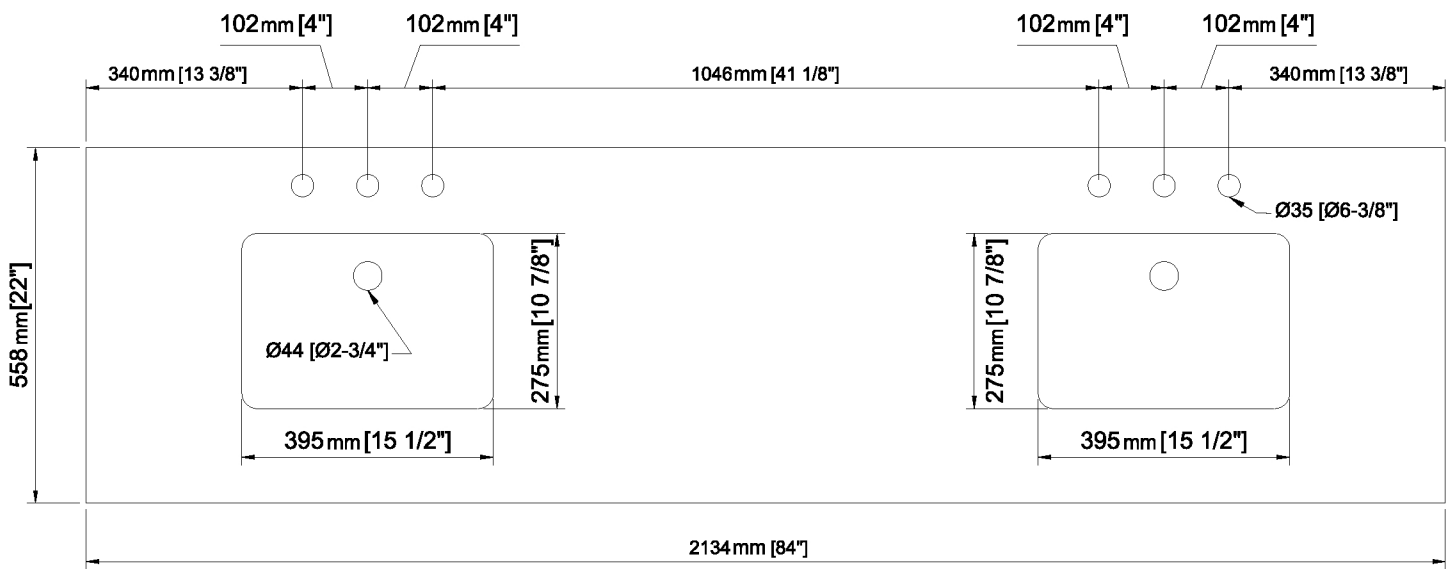 102mm [4"]
102mm [4"]
102mm [4"]
102mm [4"]
340mm [13 3/8"]
1046mm [41 1/8"]
340mm [13 3/8"]
Ø35 [Ø6-3/8"]
558mm[22"]
Ø44 [Ø2-3/4"]
275mm[10 7/8"]
275mm[10 7/8"]
395mm[15 1/2"]
395mm[15 1/2"]
2134mm [84"]